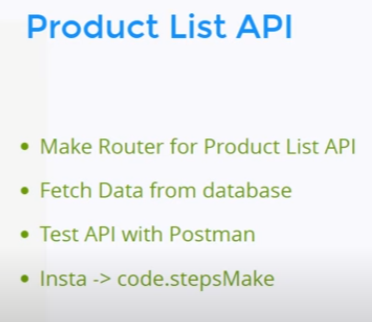 Product List API
• Make Router for Product List API
• Fetch Data from database
• Test API with Postman
• Insta -> code.stepsMake